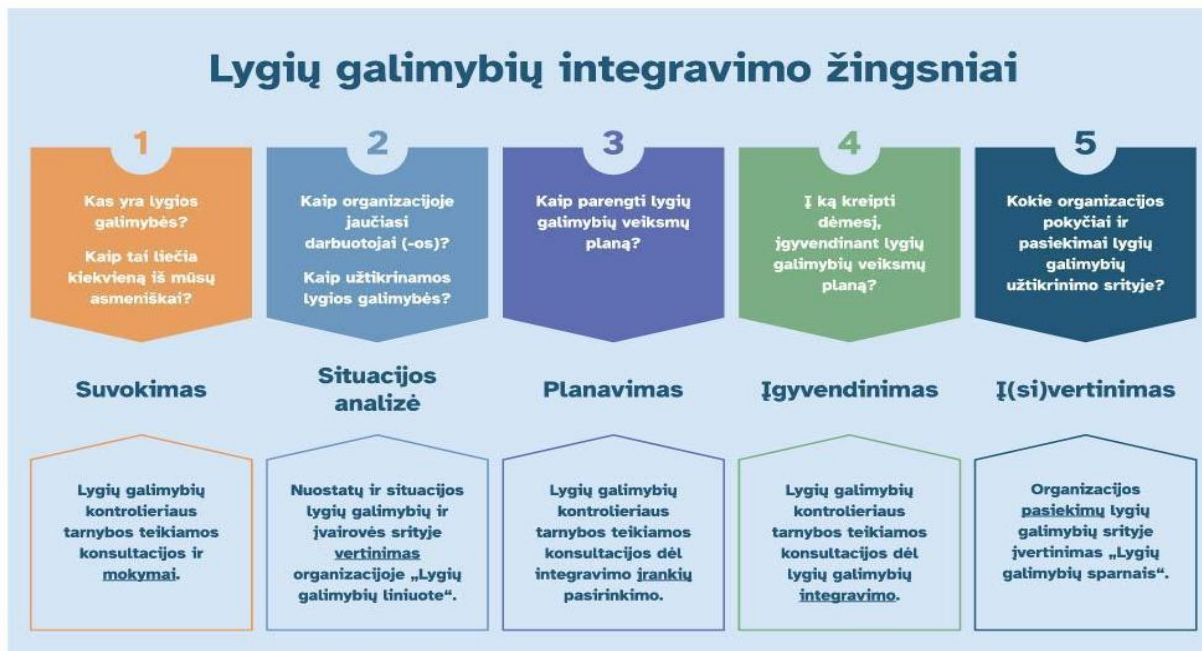 Lygių galimybių integravimo žingsniai
1
Kas yra lygios
galimybės?
Kaip tai liečia
kiekvieną iš mūsų
asmeniškai?
Suvokimas
Lygių galimybių
kontrolieriaus
tarnybos teikiamos
konsultacijos ir
mokymai.
2
Kaip organizacijoje
jaučiasi
darbuotojai (-os)?
Kaip užtikrinamos
lygios galimybės?
Situacijos
analizė
Nuostatų ir situacijos
lygių galimybių ir
įvairovės srityje
vertinimas
organizacijoje „Lygių
galimybių liniuote“.
3
Kaip parengti lygių
galimybių veiksmų
planą?
Planavimas
Lygių galimybių
kontrolieriaus
tarnybos teikiamos
konsultacijos dėl
integravimo įrankių
pasirinkimo.
4
Į ką kreipti
dėmesį,
įgyvendinant lygių
galimybių veiksmų
planą?
Įgyvendinimas
Lygių galimybių
kontrolieriaus
tarnybos teikiamos
konsultacijos dėl
lygių galimybių
integravimo.
5
Kokie organizacijos
pokyčiai ir
pasiekimai lygių
galimybių
užtikrinimo srityje?
Į(si)vertinimas
Organizacijos
pasiekimų lygių
galimybių srityje
įvertinimas „Lygių
galimybių sparnais“.